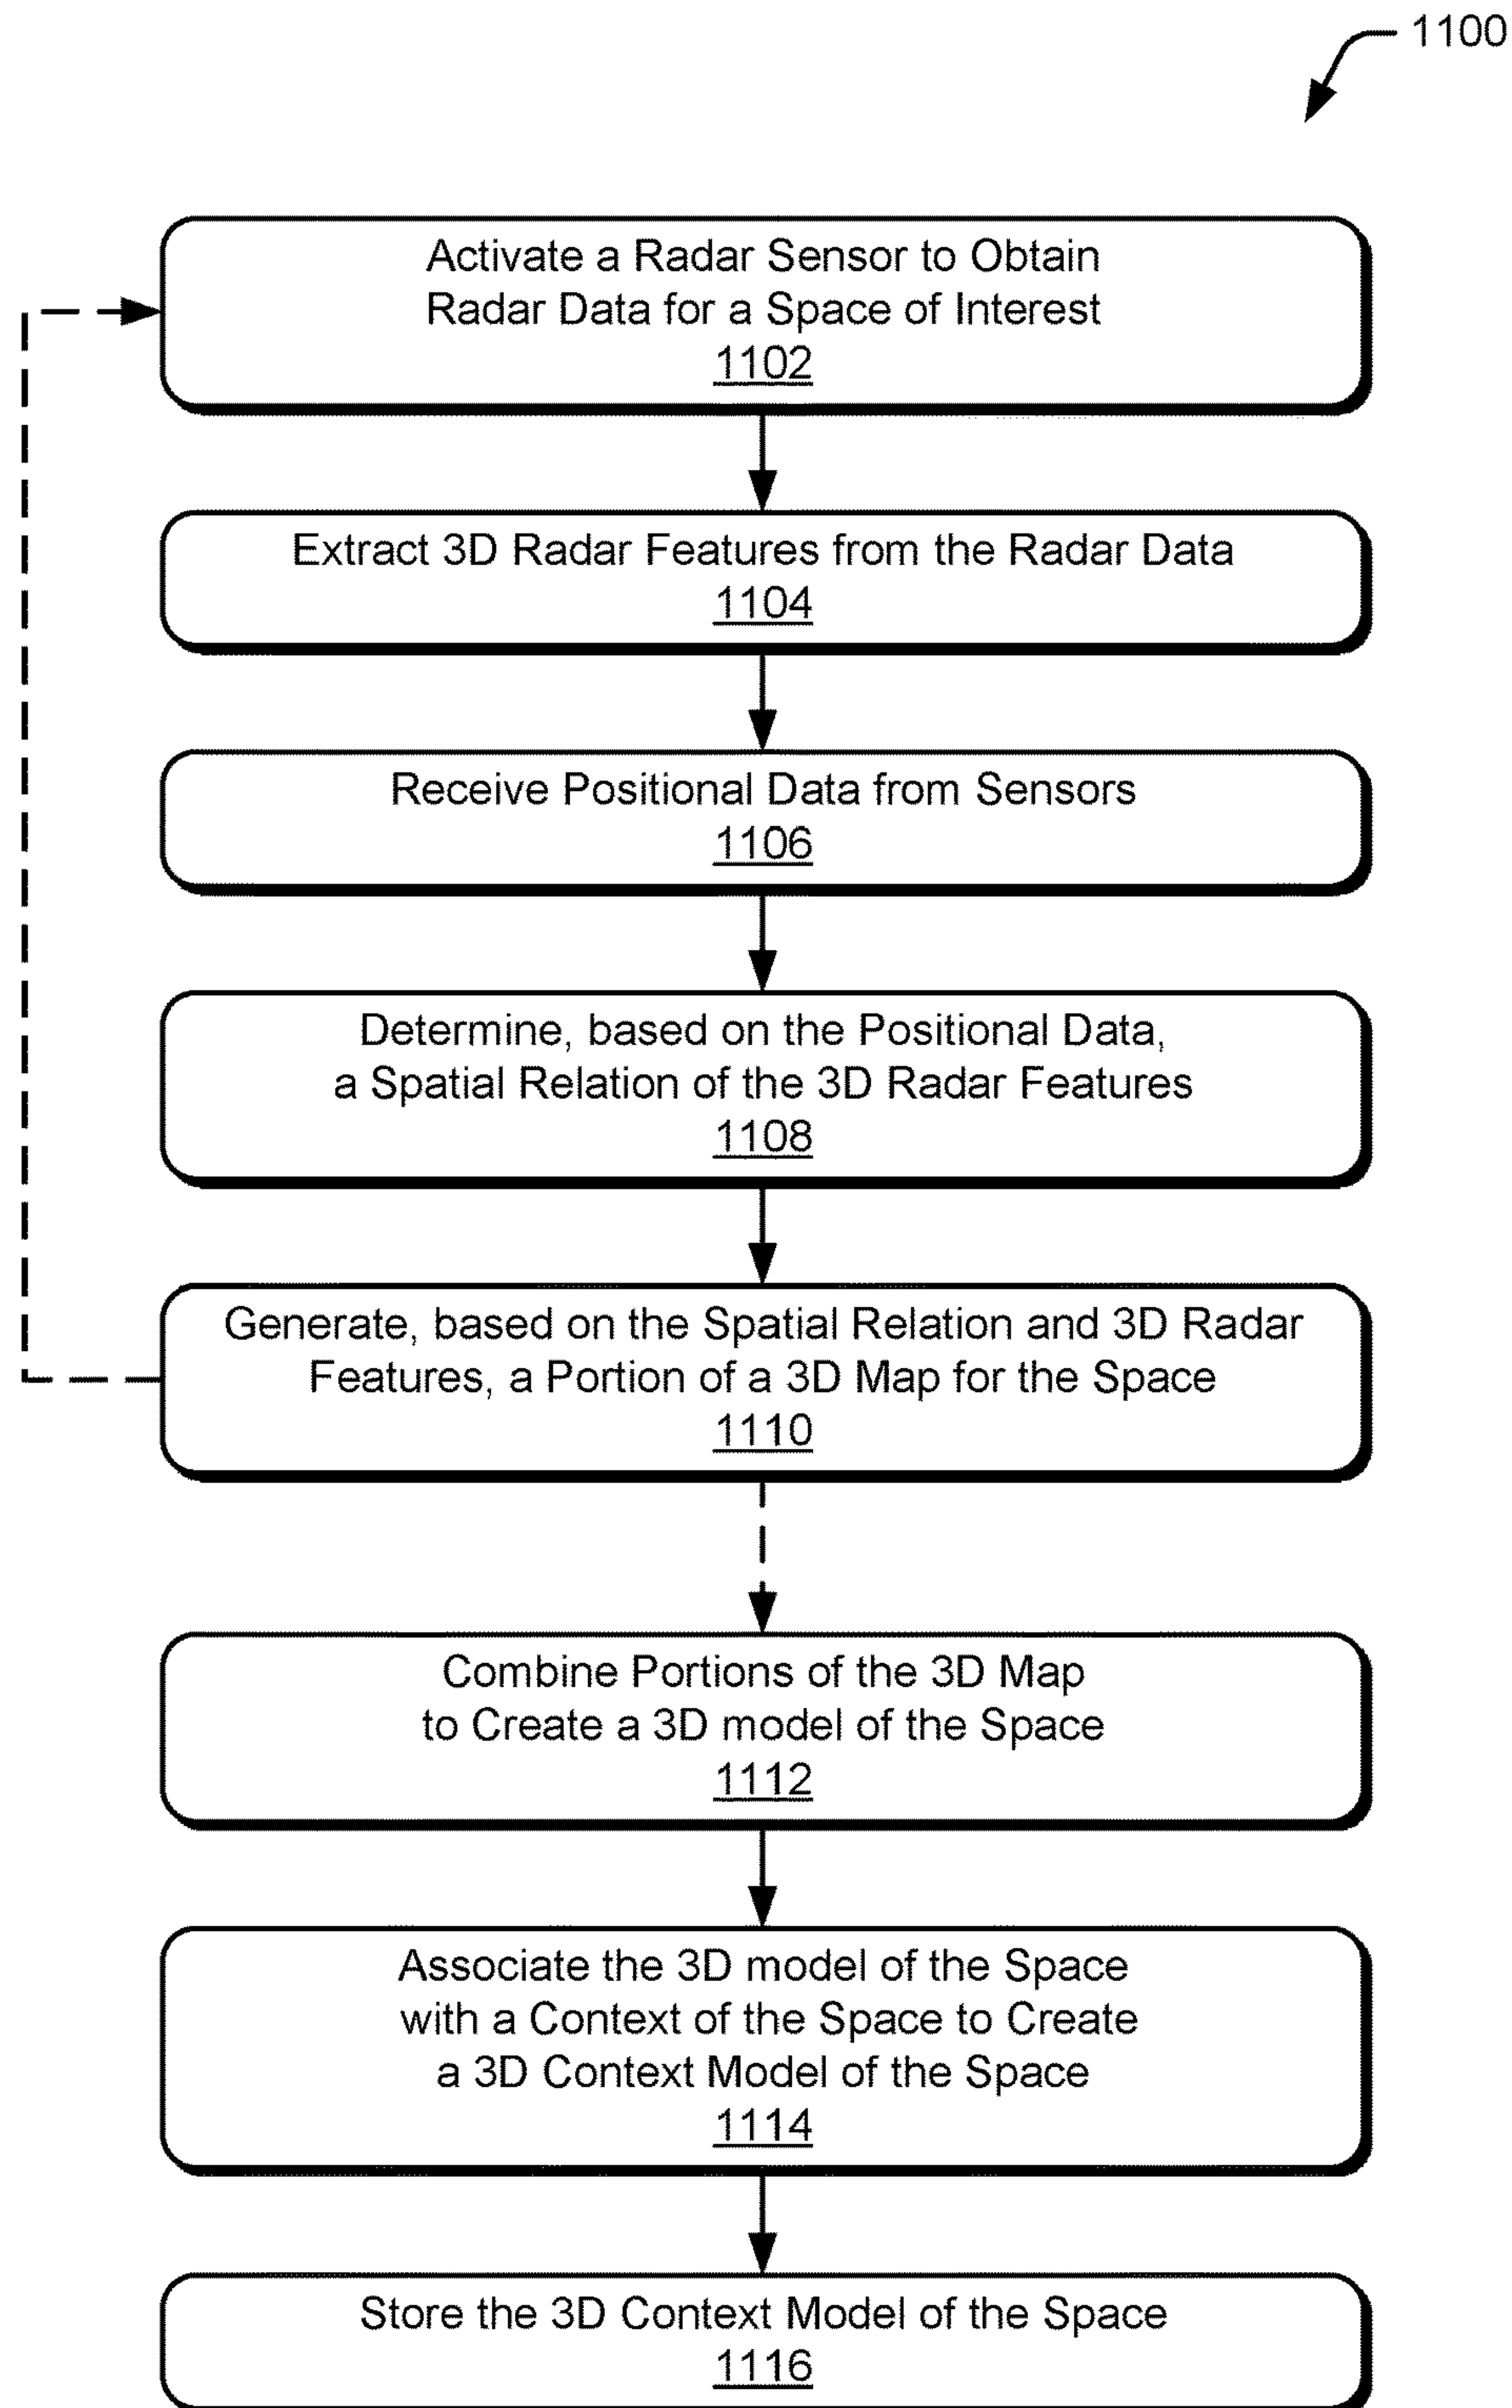 1100
Activate a Radar Sensor to Obtain
Radar Data for a Space of Interest
1102
Extract 3D Radar Features from the Radar Data
1104
Receive Positional Data from Sensors
1106
Determine, based on the Positional Data,
a Spatial Relation of the 3D Radar Features
1108
Generate, based on the Spatial Relation and 3D Radar
Features, a Portion of a 3D Map for the Space
1110
Combine Portions of the 3D Map
to Create a 3D model of the Space
1112
Associate the 3D model of the Space
with a Context of the Space to Create
a 3D Context Model of the Space
1114
Store the 3D Context Model of the Space
1116